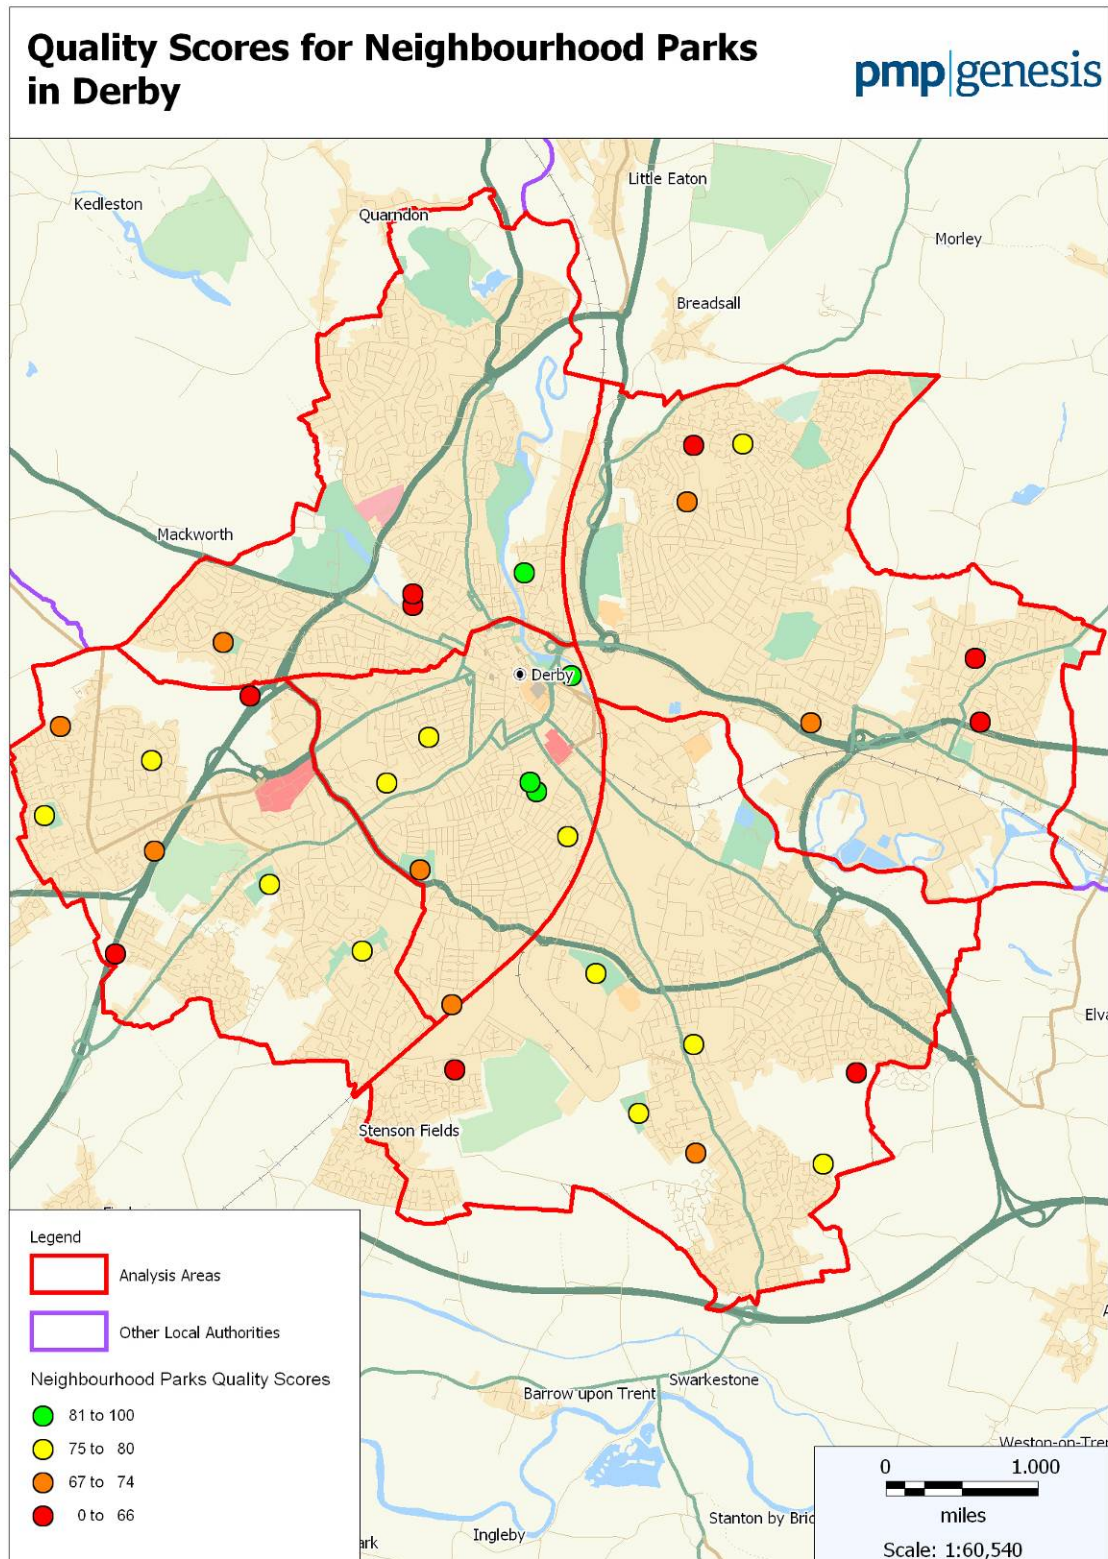 Quality Scores for Neighbourhood Parks
in Derby
pmp genesis
Little Eaton
Kedleston
Quarndon
Morley
Breadsall
Mackworth
Derby
Stenson Fields
Legend
Analysis Areas
Other Local Authorities
Neighbourhood Parks Quality Scores
81 to 100
75 to 80
67 to 74
0 to 66
Swarkestone
Barrow upon Trent
Ingleby
0 1.000
miles
Scale: 1:60,540